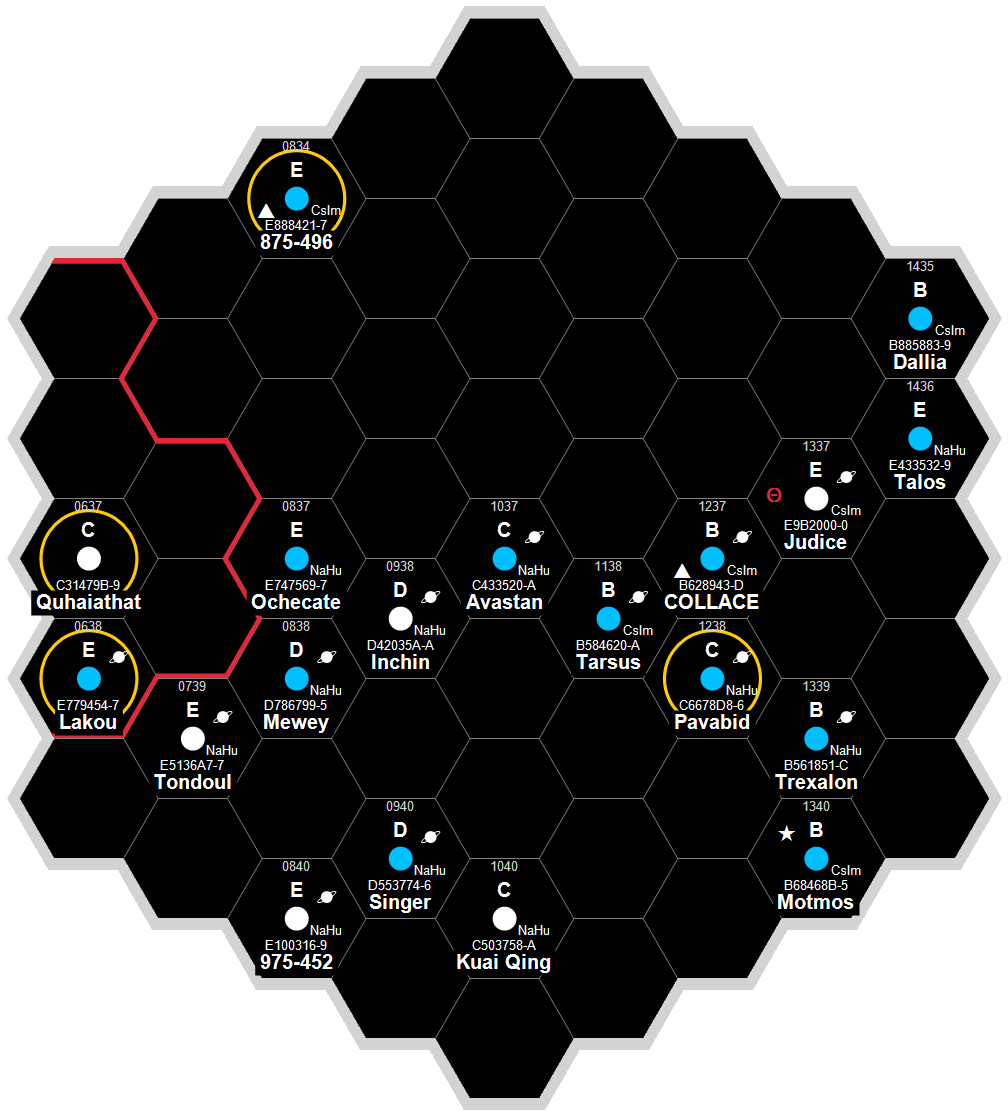 0834
E
CsIm
E888421-7
875-496
1435
B
CsIm
B885883-9
Dallia
1436
E
NaHu
E433532-9
Talos
1337
E
Θ
CsIm
E9B2000-0
Judice
0637
C
C31479B-9
Quhaiathat
0837
E
NaHu
E747569-7
Ochecate
1037
C
NaHu
C433520-A
Avastan
1237
B
CsIm
B628943-D
COLLACE
0938
D
NaHu
D42035A-A
Inchin
1138
B
CsIm
B584620-A
Tarsus
0638
E
E779454-7
Lakou
0838
D
NaHu
D786799-5
Mewey
1238
C
NaHu
C6678D8-6
Pavabid
0739
E
NaHu
E5136A7-7
Tondoul
1339
B
NaHu
B561851-C
Trexalon
0940
D
NaHu
D553774-6
Singer
1340
B
CsIm
B68468B-5
Motmos
0840
E
NaHu
E100316-9
975-452
1040
C
NaHu
C503758-A
Kuai Qing